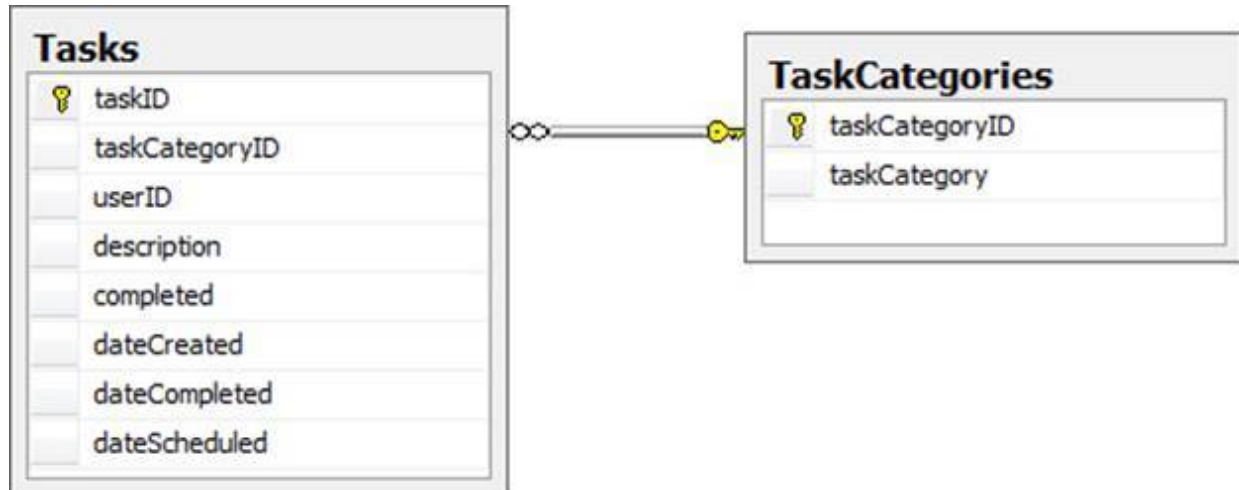 Tasks
taskID
taskCategoryID
userID
description
completed
dateCreated
dateCompleted
dateScheduled
TaskCategories
taskCategoryID
taskCategory